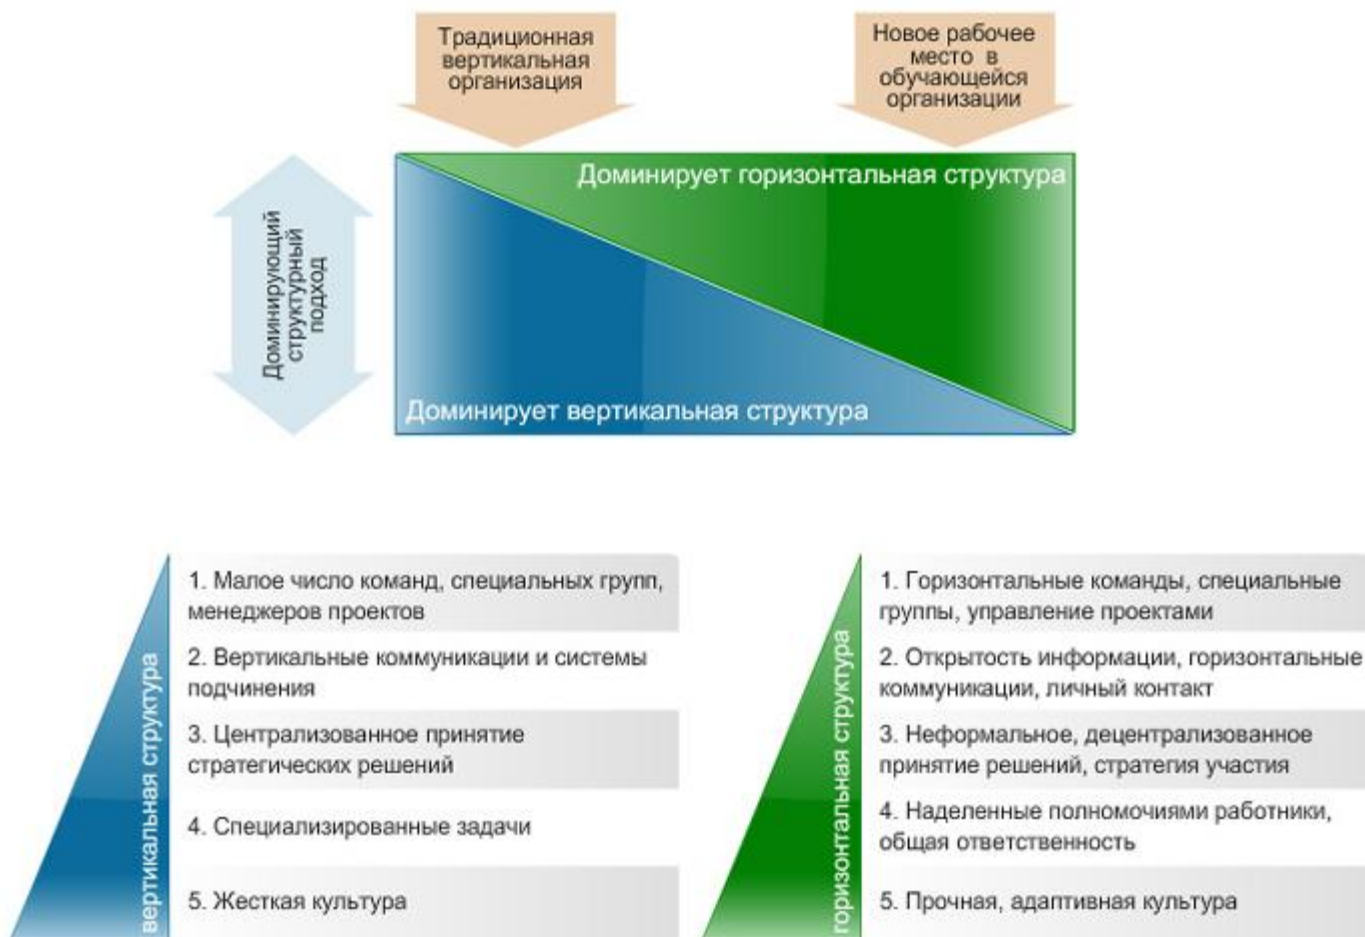 Традиционная
вертикальная
организация
Новое рабочее
место в
обучающейся
организации
Доминирующий
структурный
подход
Доминирует горизонтальная структура
Доминирует вертикальная структура
вертикальная структура
1. Малое число команд, специальных групп,
менеджеров проектов
2. Вертикальные коммуникации и системы
подчинения
3. Централизованное принятие
стратегических решений
4. Специализированные задачи
5. Жесткая культура
горизонтальная структура
1. Горизонтальные команды, специальные
группы, управление проектами
2. Открытость информации, горизонтальные
коммуникации, личный контакт
3. Неформальное, децентрализованное
принятие решений, стратегия участия
4. Наделенные полномочиями работники,
общая ответственность
5. Прочная, адаптивная культура